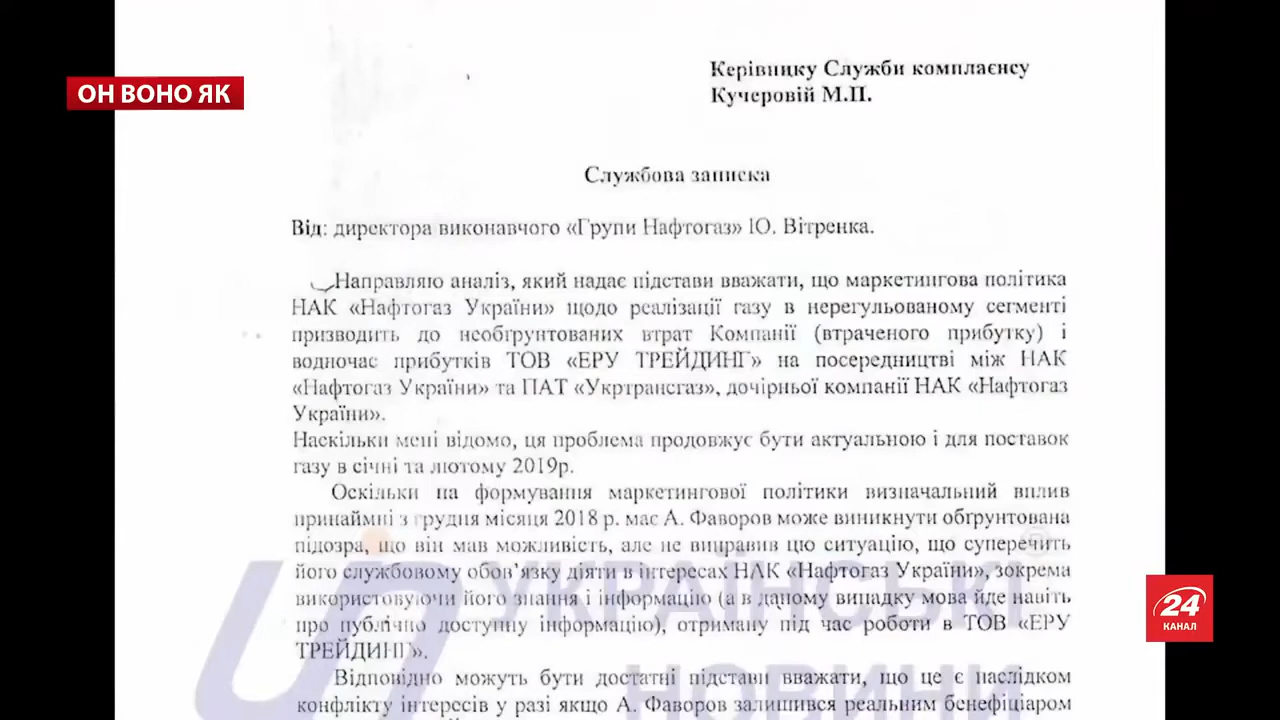 ОН ВОНО ЯК
Керівнику Служби комплаєнсу
Кучеровій М.П.
Службова записка
Від: директора виконавчого «Групи Нафтогаз» Ю. Вітренка.
Направляю аналіз, який надає підстави вважати, що маркетингова політика
НАК «Нафтогаз України» щодо реалізації газу в нерегульованому сегменті
призводить до необґрунтованих втрат Компанії (втраченого прибутку) і
водночас прибутків ТОВ «ЕРУ ТРЕЙДИНГ» на посередництві між НАК
«Нафтогаз України» та ПАТ «Укртрансгаз», дочірньої компанії НАК «Нафтогаз
України».
Наскільки мені відомо, ця проблема продовжує бути актуальною і для поставок
газу в січні та лютому 2019р.
Оскільки на формування маркетингової політики визначальний вплив
принаймні з грудня місяця 2018 р. має А. Фаворов може виникнути обґрунтована
підозра, що він мав можливість, але не виправив цю ситуацію, що суперечить
його службовому обов’язку діяти в інтересах НАК «Нафтогаз України», зокрема
використовуючи його знання і інформацію (а в даному випадку мова йде навіть
про публічно доступну інформацію), отриману під час роботи в ТОВ «ЕРУ
ТРЕЙДИНГ».
Відповідно можуть бути достатні підстави вважати, що це є наслідком
конфлікту інтересів у разі якщо А. Фаворов залишився реальним бенефіціаром
УКРАЇНСЬКІ
НОВИНИ
24
КАНАЛ